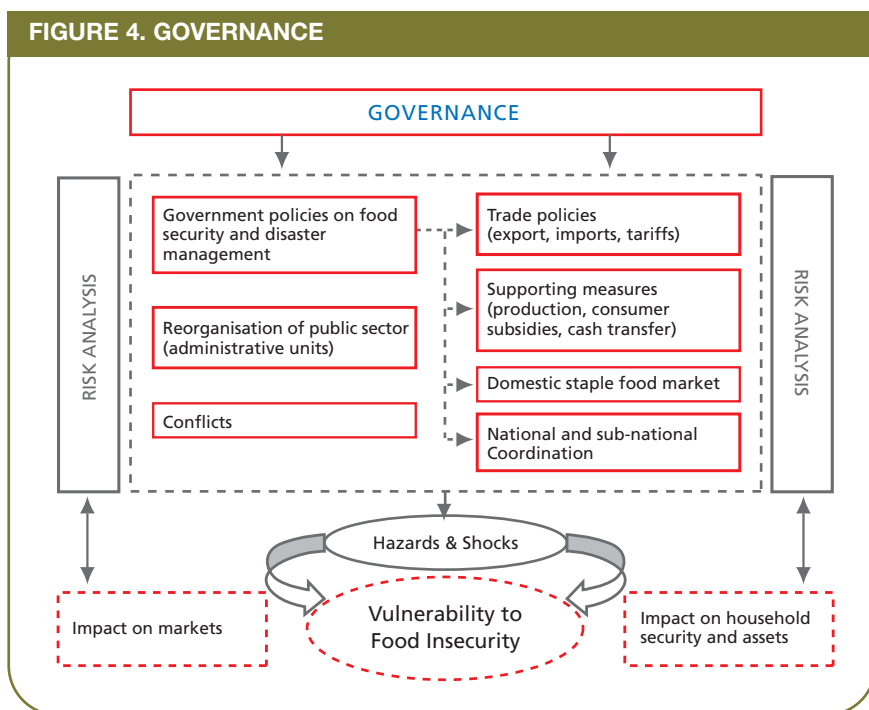 FIGURE 4. GOVERNANCE
GOVERNANCE
RISK ANALYSIS
Government policies on food
security and disaster
management
Reorganisation of public sector
(administrative units)
Conflicts
Trade policies
(export, imports, tariffs)
Supporting measures
(production, consumer
subsidies, cash transfer)
Domestic staple food market
National and sub-national
Coordination
RISK ANALYSIS
Hazards & Shocks
Impact on markets
Vulnerability to
Food Insecurity
Impact on household
security and assets